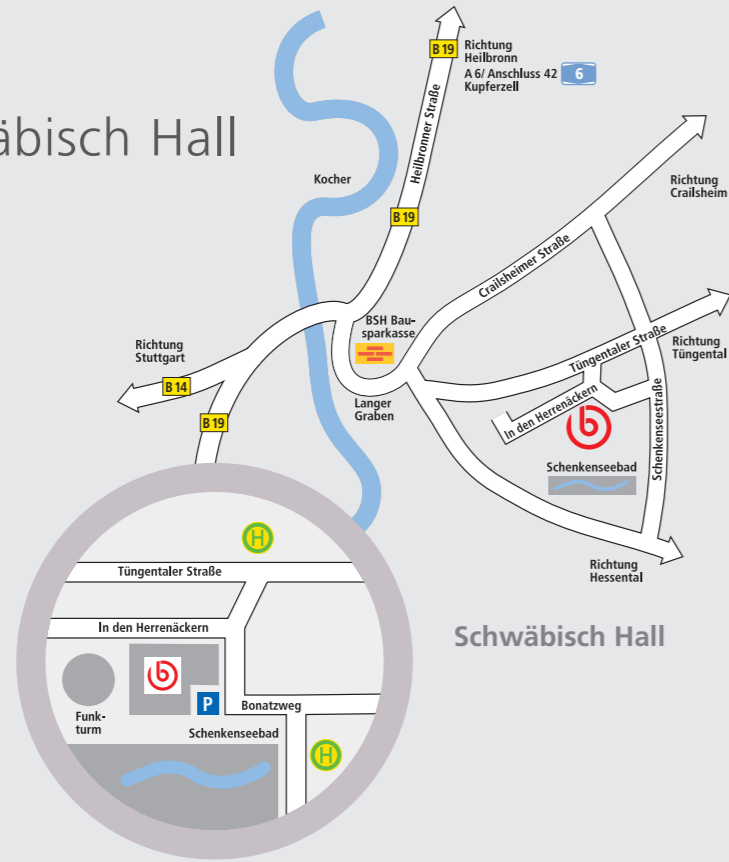 äbisch Hall
B 19
Richtung
Heilbronn
A 6/ Anschluss 42
Kupferzell
6
Heilbronner Straße
Kocher
B 19
Richtung
Crailsheim
Crailsheimer Straße
BSH Bau-
sparkasse
Richtung
Stuttgart
B 14
B 19
Langer
Graben
Tüngentaler Straße
Richtung
Tüngental
In den Herrenäckern
b
Schenkenseestraße
Schenkenseebad
Richtung
Hessental
Schwäbisch Hall
H
Tüngentaler Straße
In den Herrenäckern
b
P
Bonatzweg
Funk-
turm
Schenkenseebad
H